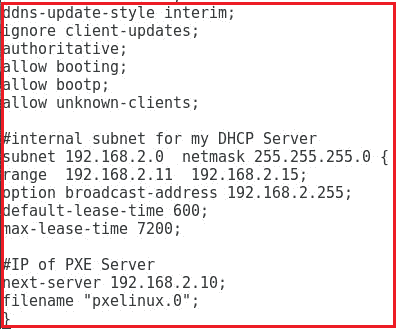 ddns-update-style interim;
ignore client-updates;
authoritative;
allow booting;
allow bootp;
allow unknown-clients;

#internal subnet for my DHCP Server
subnet 192.168.2.0  netmask 255.255.255.0 {
range  192.168.2.11  192.168.2.15;
option broadcast-address 192.168.2.255;
default-lease-time 600;
max-lease-time 7200;

#IP of PXE Server
next-server 192.168.2.10;
filename "pxelinux.0";
}